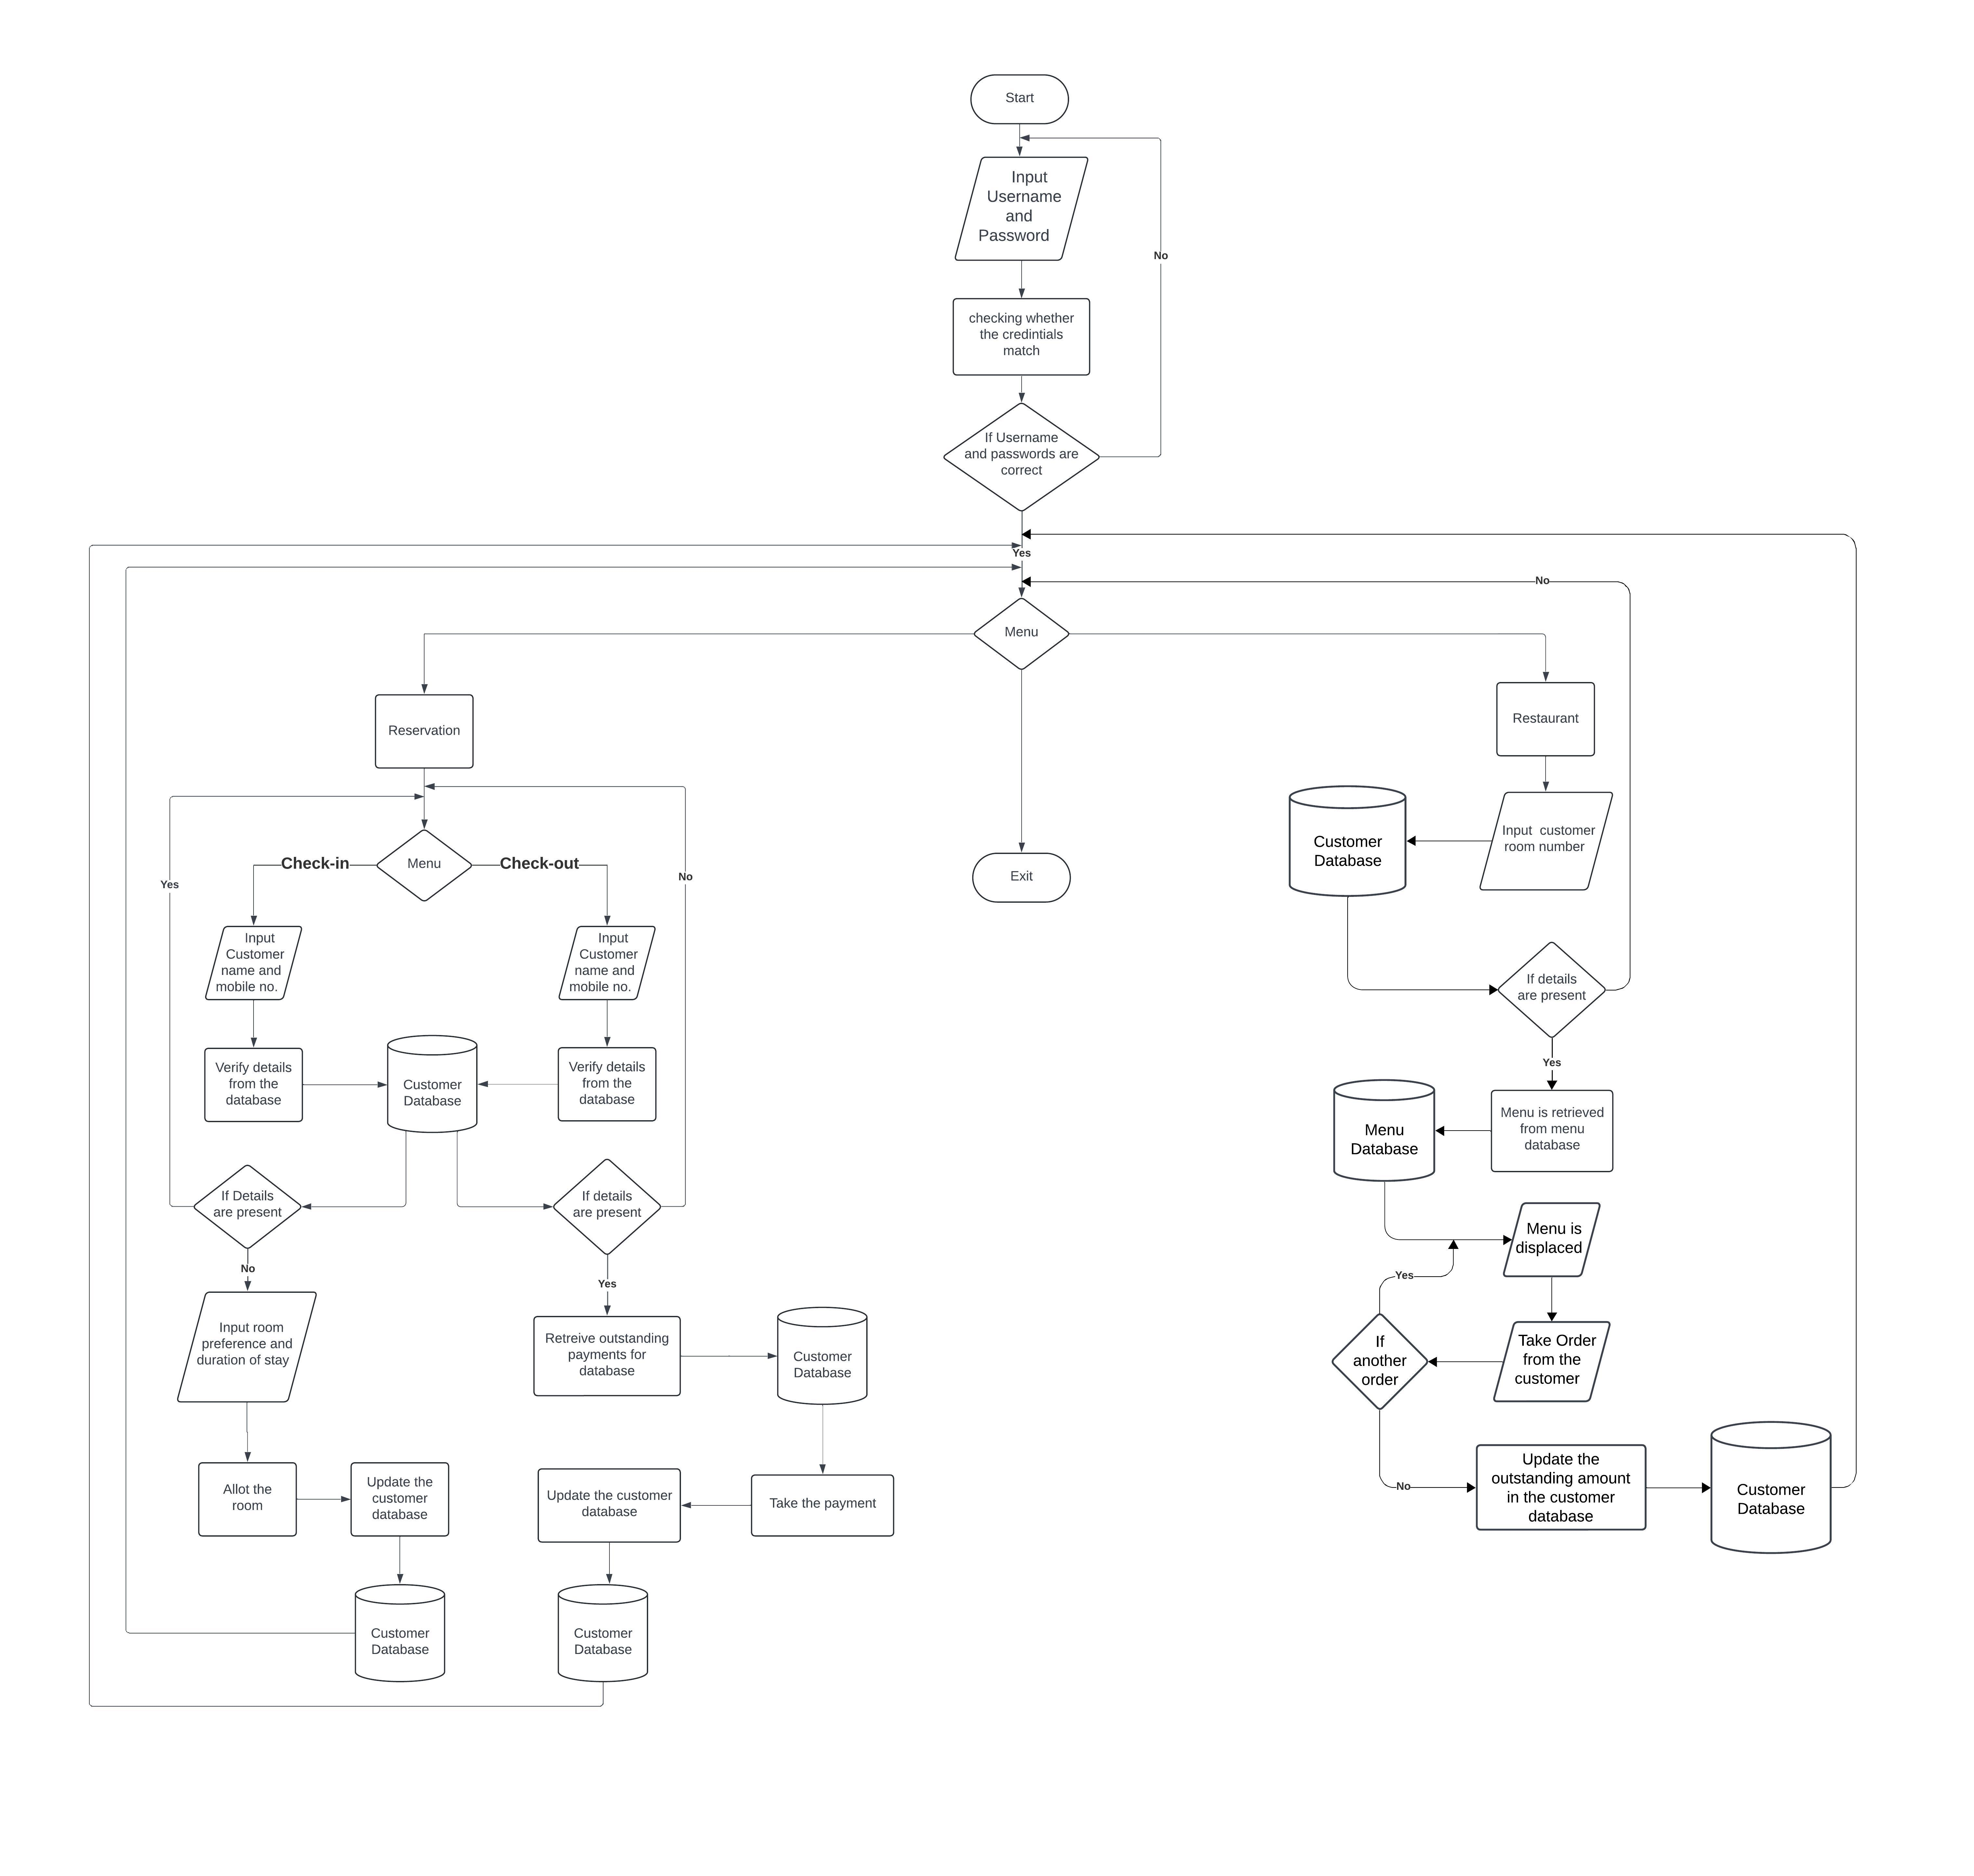 Start
Input
Username
and
Password
No
checking whether
the credintials
match
If Username
and passwords are
correct
Yes
No
Menu
Reservation
Restaurant
Input  customer
room number
Customer
Database
Check-in
Menu
Check-out
Exit
Yes
No
Input
Customer
name and
mobile no.
Input
Customer
name and
mobile no.
If details
are present
Yes
Verify details
from the
database
Customer
Database
Verify details
from the
database
Menu is retrieved
from menu
database
Menu
Database
If Details
are present
If details
are present
No
Yes
Menu is
displaced
Yes
Input room
preference and
duration of stay
Retreive outstanding
payments for
database
Customer
Database
If
another
order
Take Order
from the
customer
Allot the
room
Update the
customer
database
Update the customer
database
Take the payment
No
Update the
outstanding amount
in the customer
database
Customer
Database
Customer
Database
Customer
Database